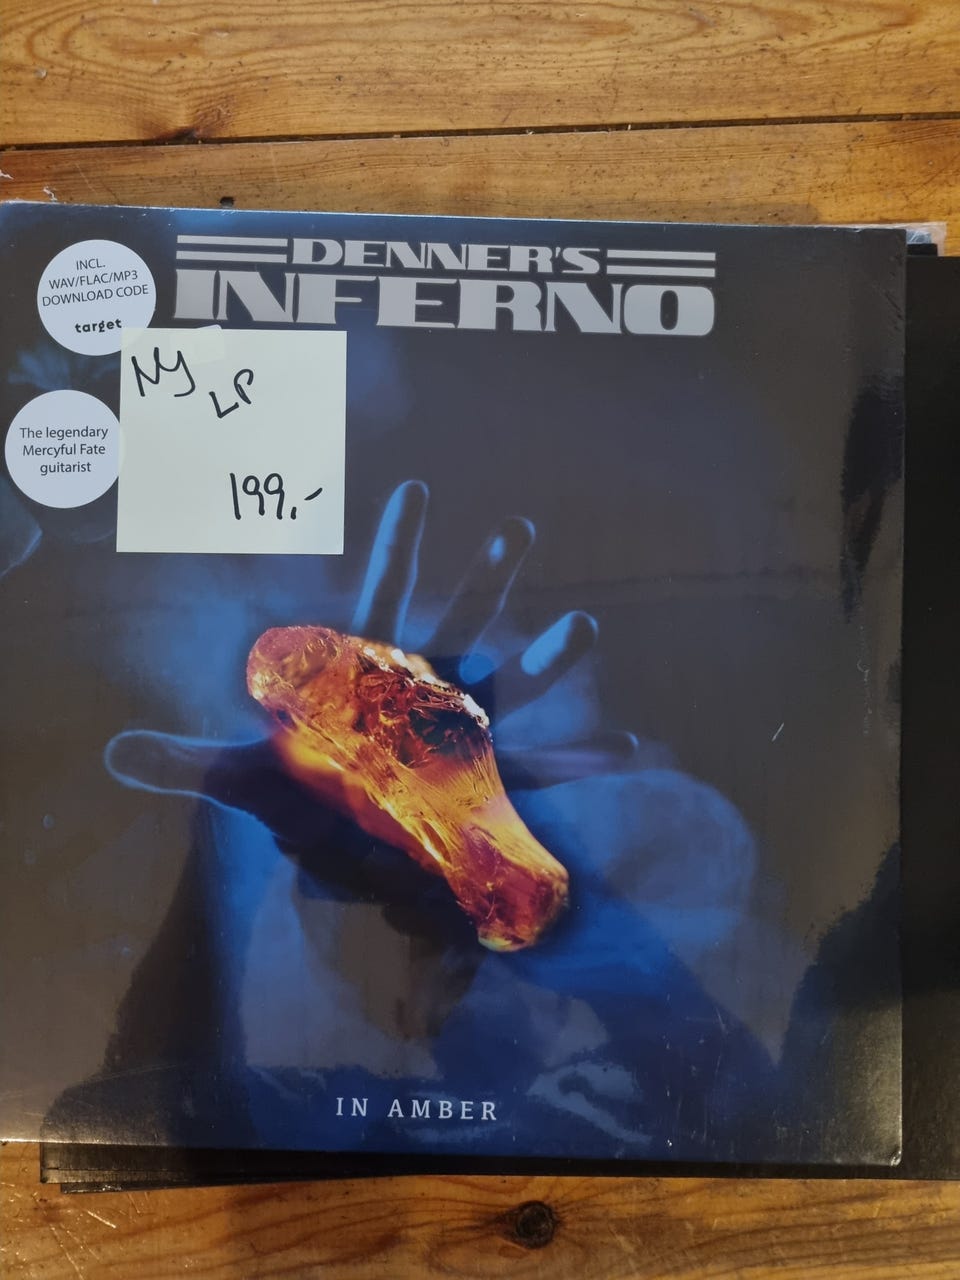 DENNER'S
INFERNO
INCL.
WAV/FLAC/MP3
DOWNLOAD CODE
target
NY
LP
199,-
The legendary
Mercyful Fate
guitarist
IN AMBER